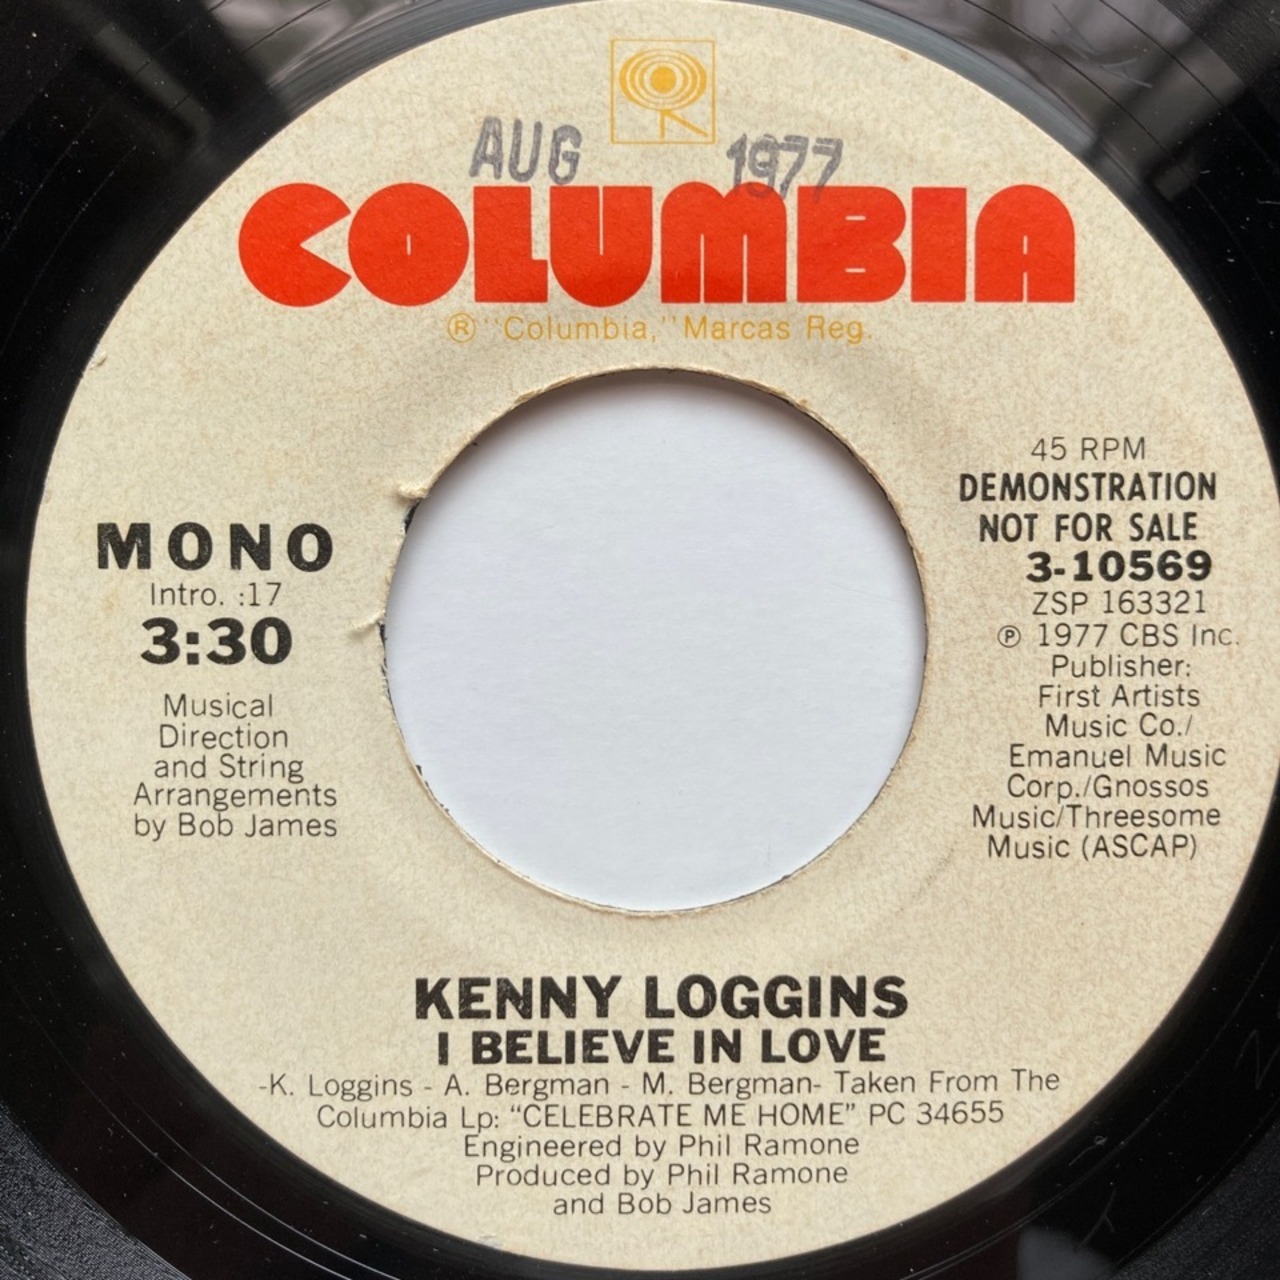 AUG 1977
COLUMBIA
® "Columbia," Marcas Reg.
MONO
Intro. :17
3:30
Musical
Direction
and String
Arrangements
by Bob James
45 RPM
DEMONSTRATION
NOT FOR SALE
3-10569
ZSP 163321
℗ 1977 CBS Inc.
Publisher:
First Artists
Music Co./
Emanuel Music
Corp./Gnossos
Music/Threesome
Music (ASCAP)
KENNY LOGGINS
I BELIEVE IN LOVE
-K. Loggins - A. Bergman - M. Bergman- Taken From The
Columbia Lp: “CELEBRATE ME HOME” PC 34655
Engineered by Phil Ramone
Produced by Phil Ramone
and Bob James